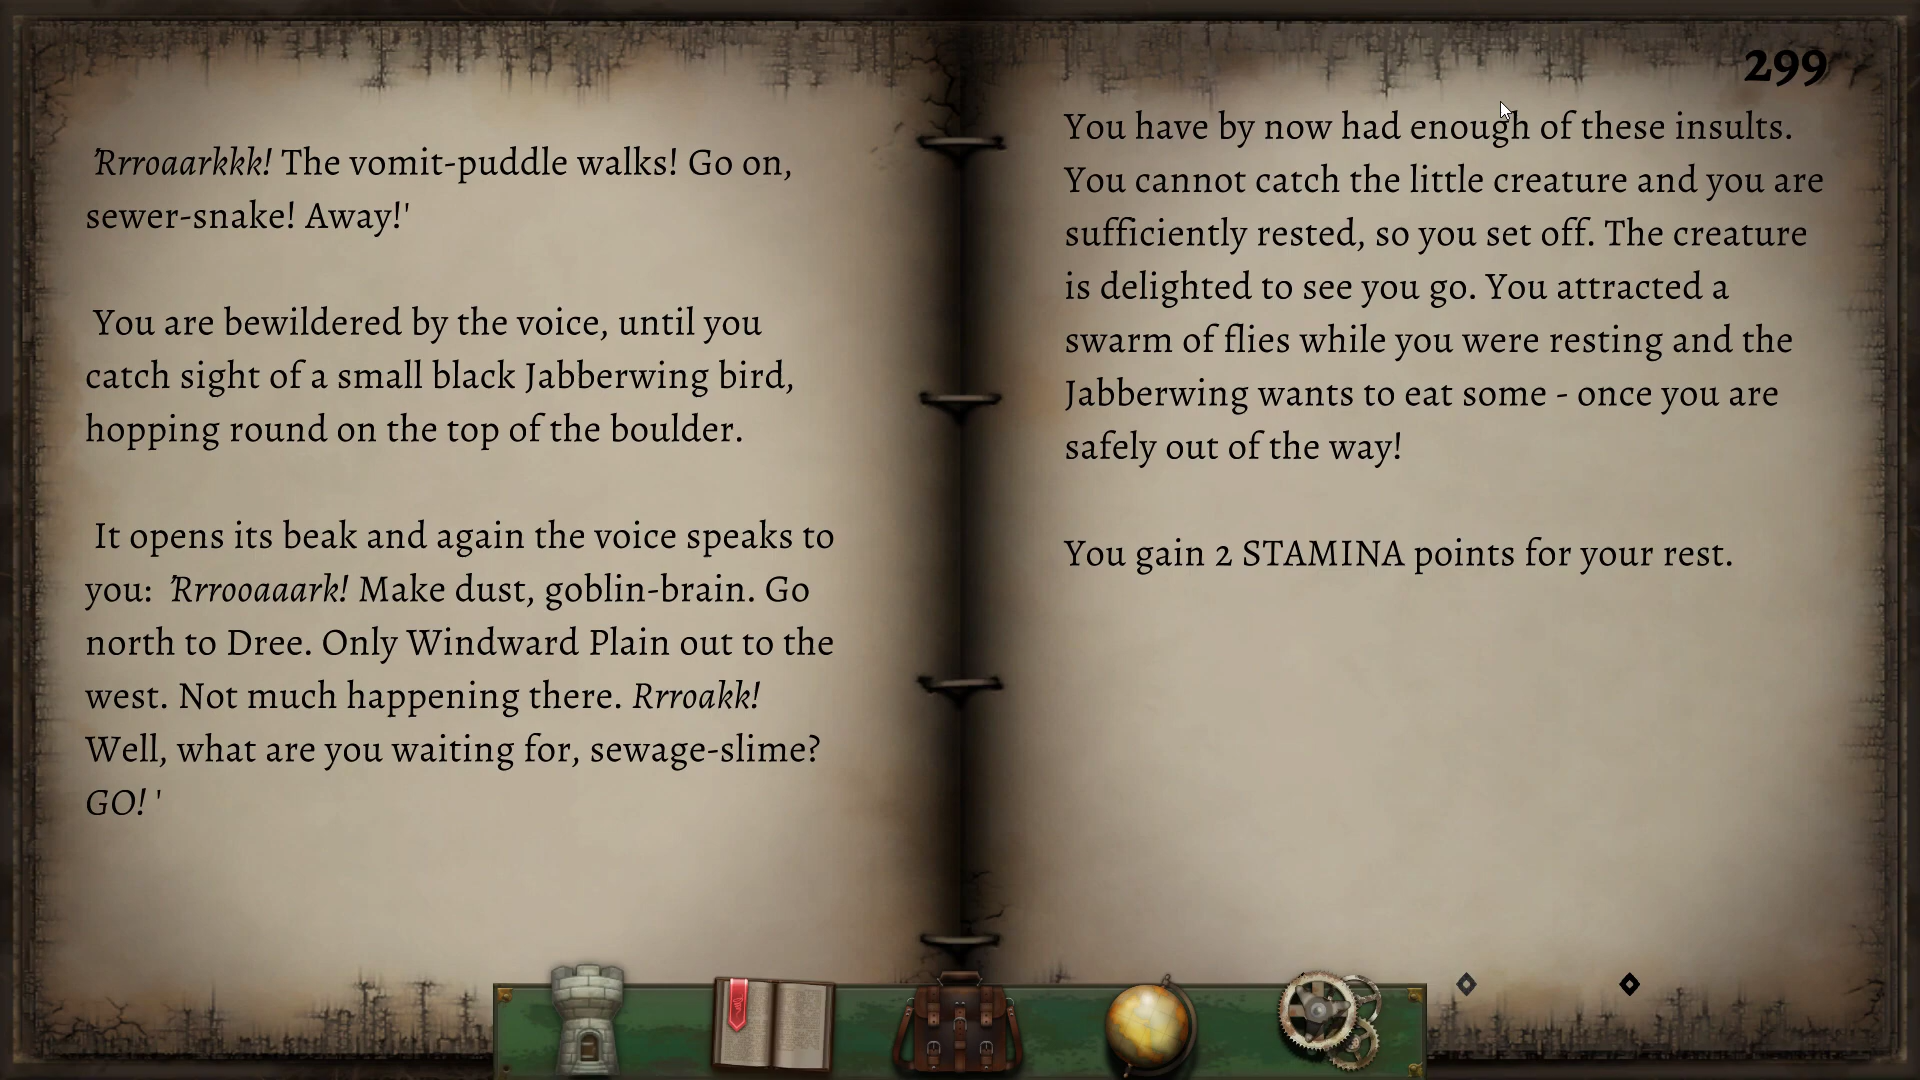 'Rrroaarkkk! The vomit-puddle walks! Go on,
sewer-snake! Away!'
You are bewildered by the voice, until you
catch sight of a small black Jabberwing bird,
hopping round on the top of the boulder.
It opens its beak and again the voice speaks to
you: 'Rrrooaaark! Make dust, goblin-brain. Go
north to Dree. Only Windward Plain out to the
west. Not much happening there. Rrroakk!
Well, what are you waiting for, sewage-slime?
GO! '
299
You have by now had enough of these insults.
You cannot catch the little creature and you are
sufficiently rested, so you set off. The creature
is delighted to see you go. You attracted a
swarm of flies while you were resting and the
Jabberwing wants to eat some - once you are
safely out of the way!
You gain 2 STAMINA points for your rest.